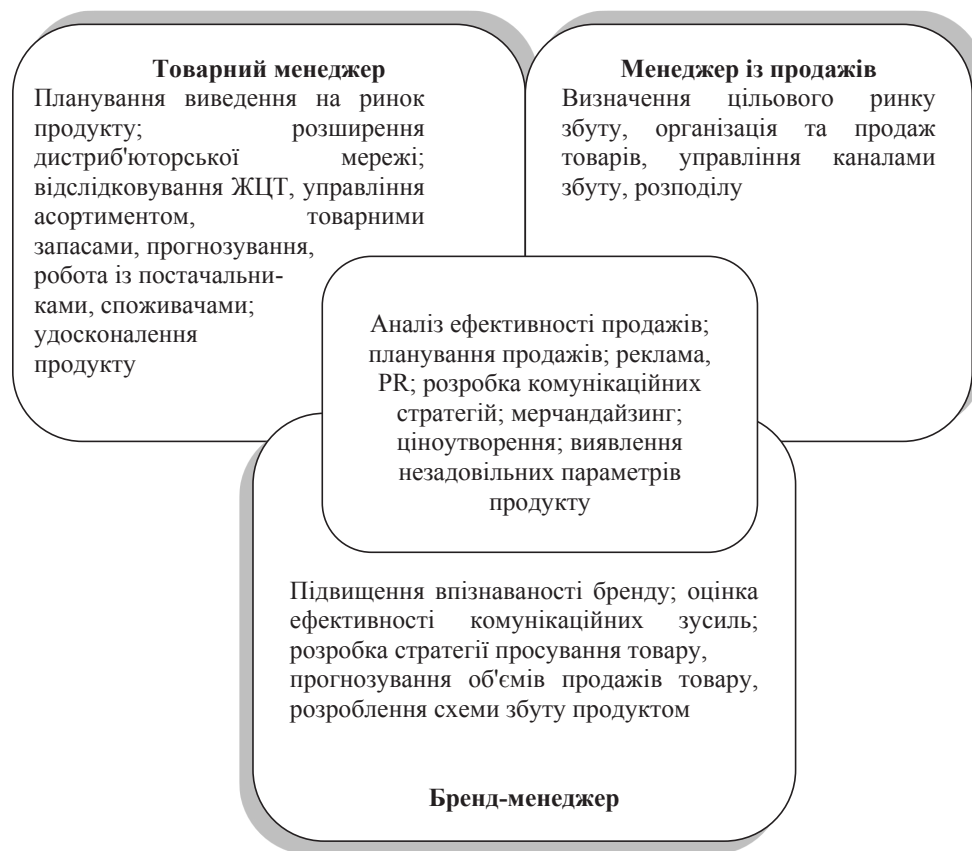 Товарний менеджер
Планування виведення на ринок
продукту; розширення
дистриб'юторської мережі;
відслідковування ЖЦТ, управління
асортиментом, товарними
запасами, прогнозування,
робота із постачальни-
ками, споживачами;
удосконалення
продукту
Менеджер із продажів
Визначення цільового ринку
збуту, організація та продаж
товарів, управління каналами
збуту, розподілу
Аналіз ефективності продажів;
планування продажів; реклама,
PR; розробка комунікаційних
стратегій; мерчандайзинг;
ціноутворення; виявлення
незадовільних параметрів
продукту
Підвищення впізнаваності бренду; оцінка
ефективності комунікаційних зусиль;
розробка стратегії просування товару,
прогнозування об'ємів продажів товару,
розроблення схеми збуту продуктом
Бренд-менеджер